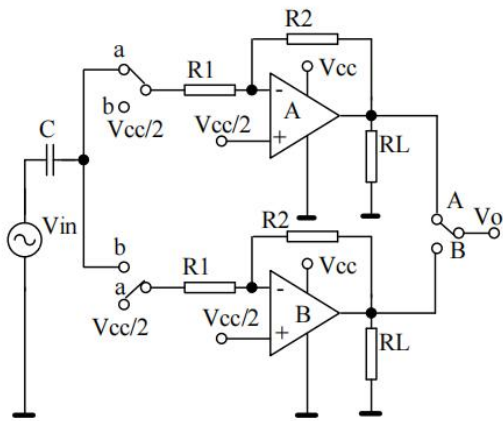 R2
a
R1
Vcc
-
A
b
Vcc/2
Vcc/2
+
C
RL
A
Vo
Vin
R2
B
b
R1
Vcc
a
-
B
Vcc/2
Vcc/2
+
RL